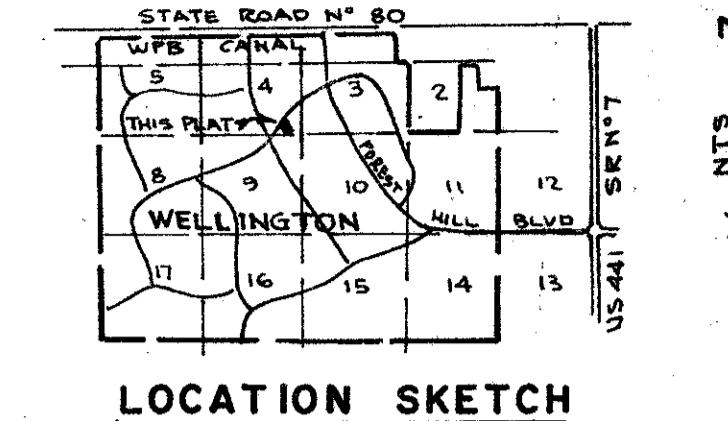 STATE ROAD Nº 80
WPB CANAL
5 4 3 2
THIS PLAT
FOREST
8 9 10 11 12
WELLINGTON HILL BLVD
17 16 15 14 13
SR Nº 7
US 441
NTS
LOCATION SKETCH